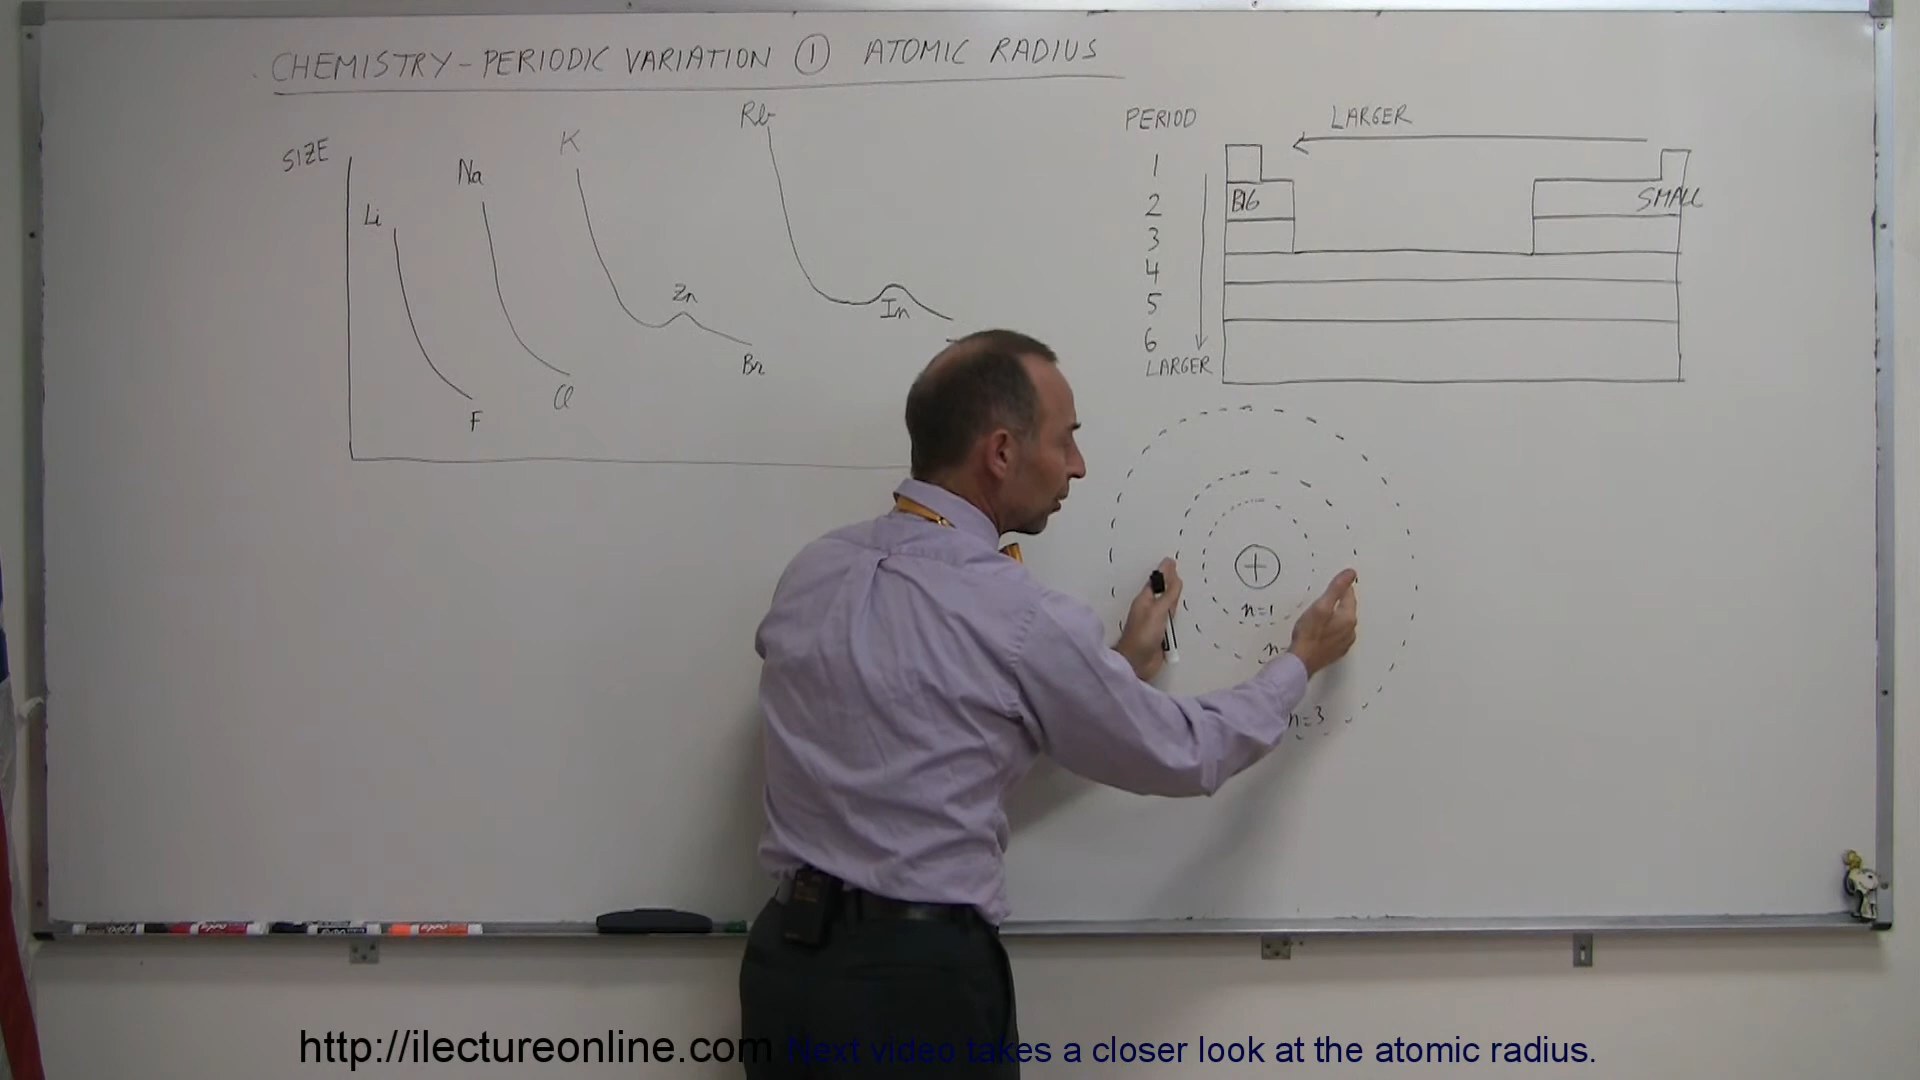 CHEMISTRY - PERIODIC VARIATION ① ATOMIC RADIUS
SIZE
Li
Na
K
Rb
F
Cl
Zn
Br
In
PERIOD
LARGER
1
2
3
4
5
6
LARGER
BIG
SMALL
+
n=1
n=3
http://ilectureonline.com Next video takes a closer look at the atomic radius.